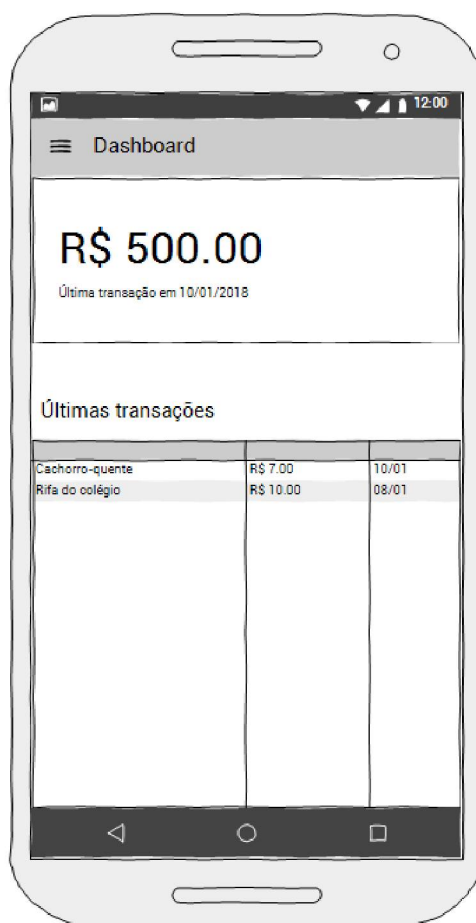 12:00
Dashboard
R$ 500.00
Última transação em 10/01/2018
Últimas transações
Cachorro-quente R$ 7.00 10/01
Rifa do colégio R$ 10.00 08/01